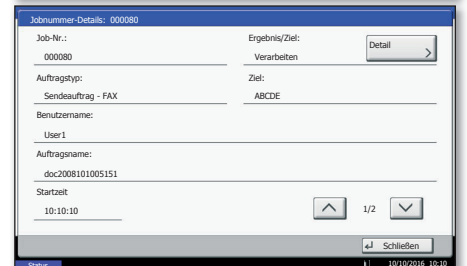 Jobnummer-Details: 000080
Job-Nr.:
000080
Ergebnis/Ziel:
Verarbeiten
Detail
Auftragstyp:
Sendeauftrag - FAX
Ziel:
ABCDE
Benutzername:
User1
Auftragsname:
doc2008101005151
Startzeit
10:10:10
1/2
Schließen
Status
10/10/2016 10:10